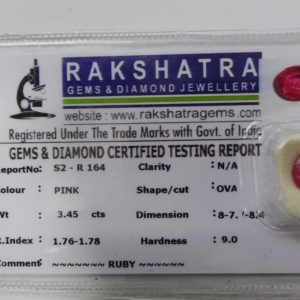 RAKSHATRA
GEMS & DIAMOND JEWELLERY
website : www.rakshatragems.com
Registered Under The Trade Marks with Govt. of Indi
GEMS & DIAMOND CERTIFIED TESTING REPORT
ReportNo: S2 - R 164 Clarity : N/A
Colour : PINK Shape/cut : OVA
Wt : 3.45 cts Dimension :
R.Index : 1.76-1.78 Hardness : 9.0
Comment : ~~~~~~~ RUBY ~~~~~~~